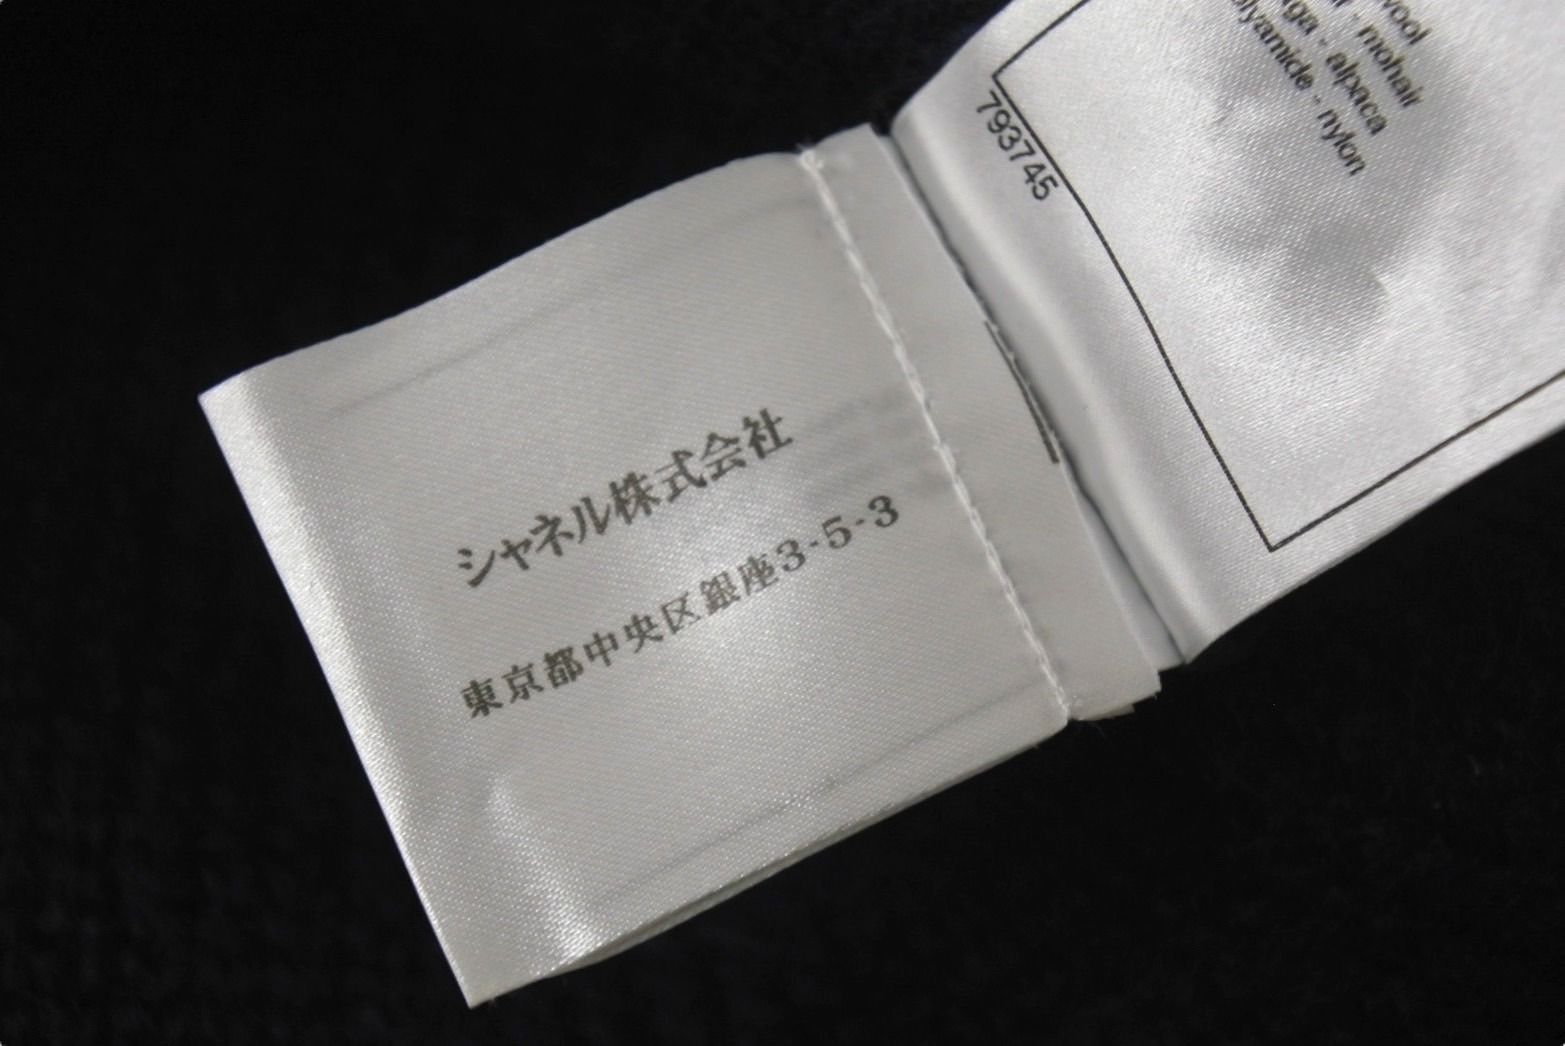 シャネル株式会社
東京都中央区銀座3-5-3
793745
mohair
alpaca
nylon